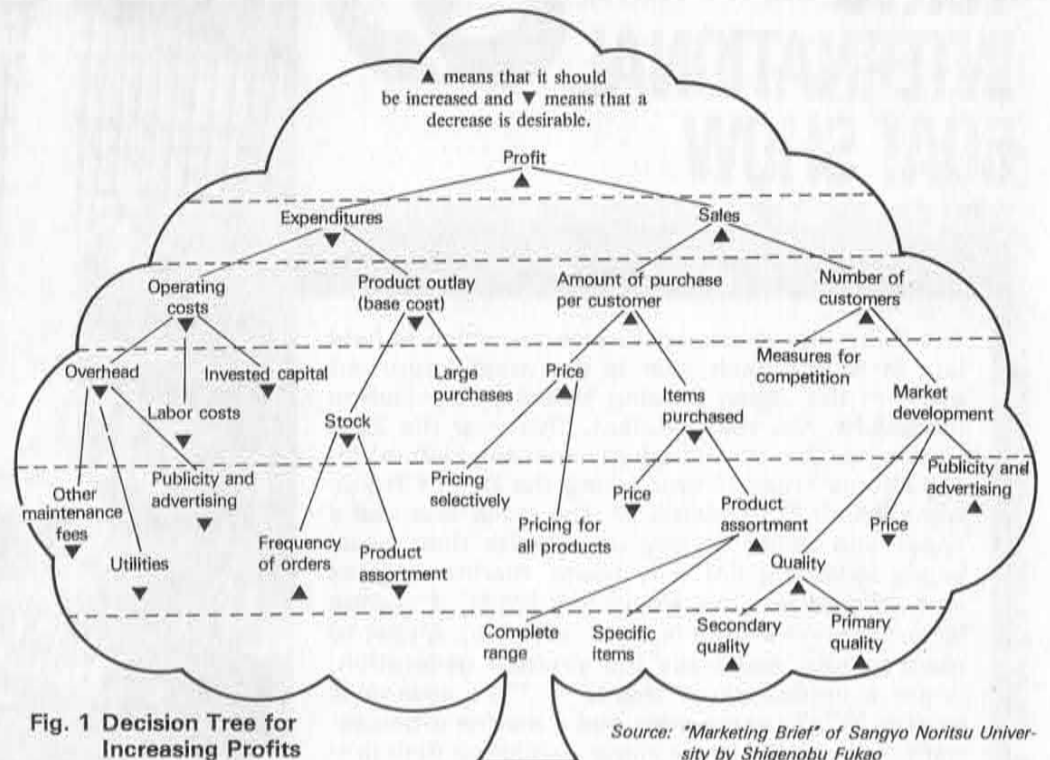 ▲ means that it should
be increased and ▼ means that a
decrease is desirable.
Profit
▲
Expenditures
▼
Sales
▲
Operating
costs
▼
Product outlay
(base cost)
▼
Amount of purchase
per customer
▲
Number of
customers
▲
Overhead
▼
Invested capital
▼
Labor costs
▼
Stock
▼
Large
purchases
Price
▲
Items
purchased
▼
Measures for
competition
Market
development
Other
maintenance
fees
▼
Utilities
▼
Publicity and
advertising
▼
Frequency
of orders
▲
Product
assortment
▼
Pricing
selectively
Pricing for
all products
Price
▼
Product
assortment
▲
Quality
▲
Price
▼
Publicity and
advertising
▲
Complete
range
Specific
items
Secondary
quality
▲
Primary
quality
▲
Fig. 1 Decision Tree for
Increasing Profits
Source: "Marketing Brief" of Sangyo Noritsu Univer-
sity by Shigenobu Fukao